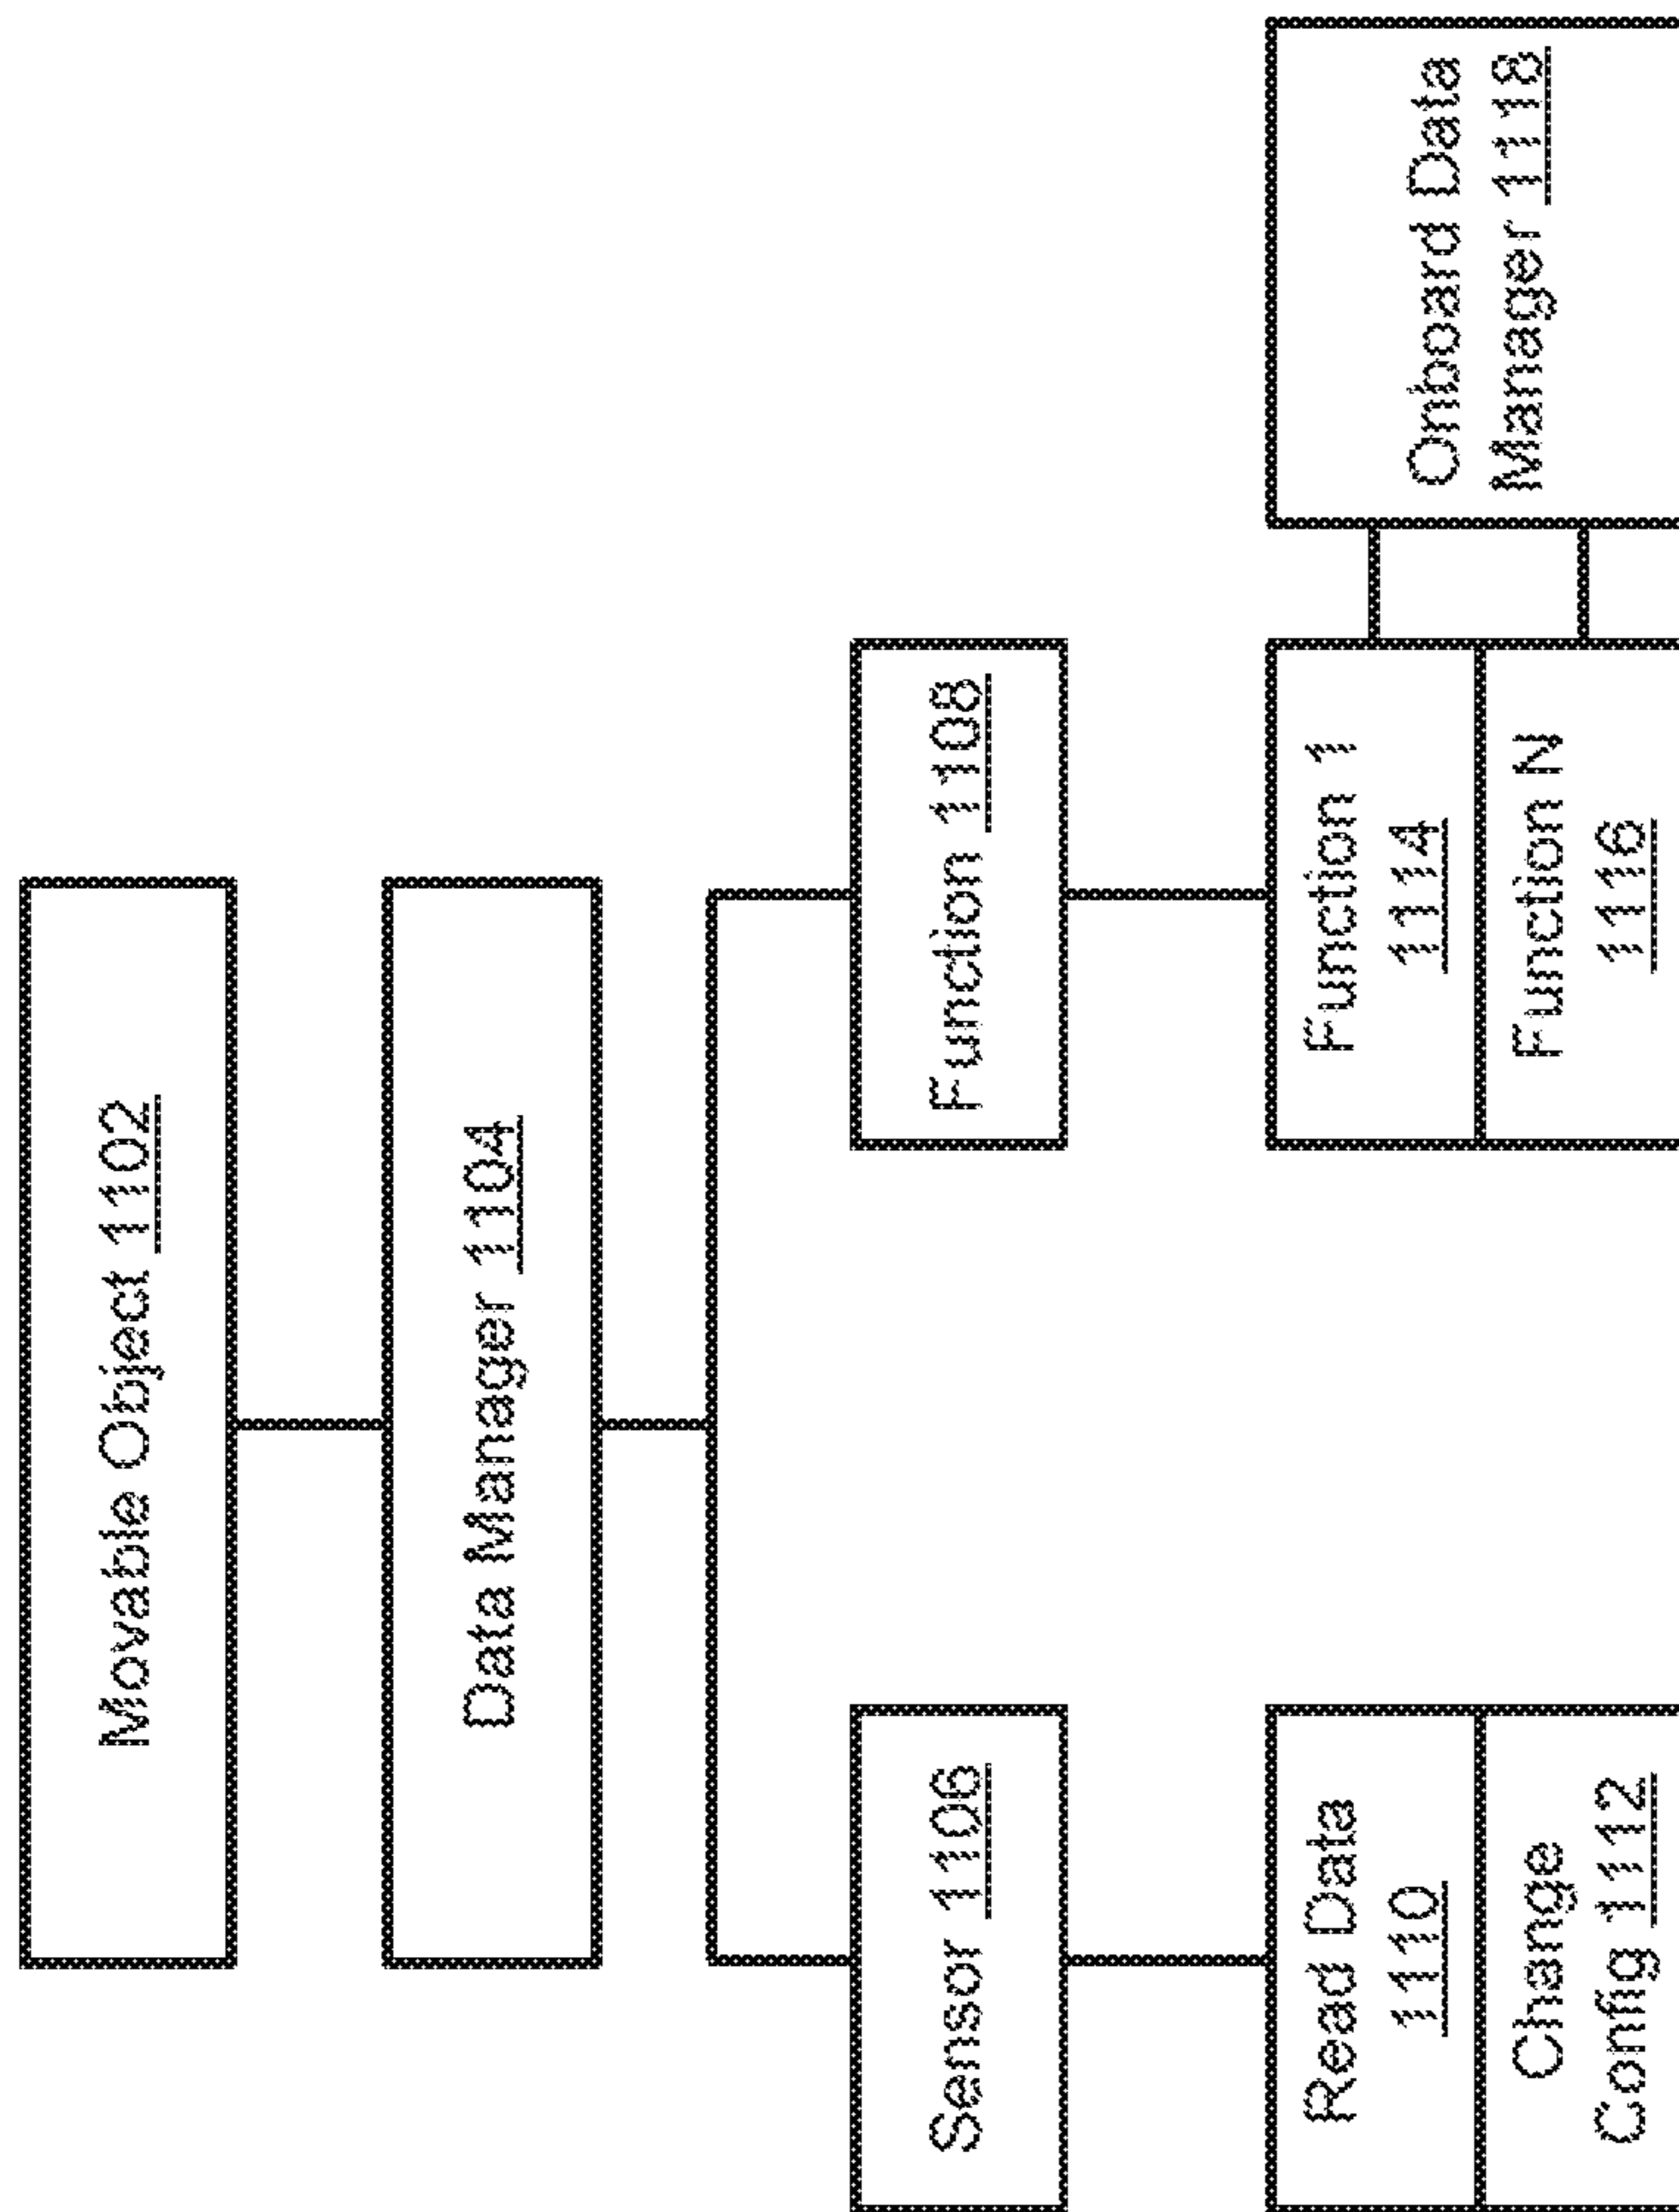 Movable Object 1102
Data Manager 1104
Sensor 1106
Function 1108
Read Data
1110
Change
Config 1112
Function 1
1114
Function N
1116
Onboard Data
Manager 1118